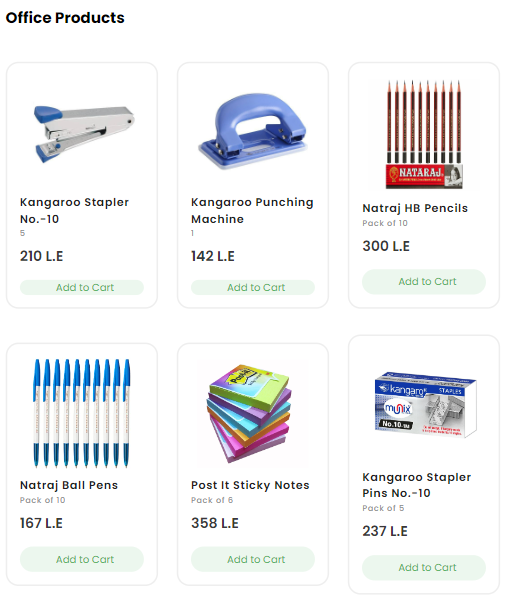 Office Products
Kangaroo Stapler
No.-10
5
210 L.E
Add to Cart
Kangaroo Punching
Machine
1
142 L.E
Add to Cart
NATARAJ
Natraj HB Pencils
Pack of 10
300 L.E
Add to Cart
Natraj Ball Pens
Pack of 10
167 L.E
Add to Cart
Post-it
Post It Sticky Notes
Pack of 6
358 L.E
Add to Cart
kangaro
STAPLES
munix
No.10-1M
Kangaroo Stapler
Pins No.-10
Pack of 5
237 L.E
Add to Cart